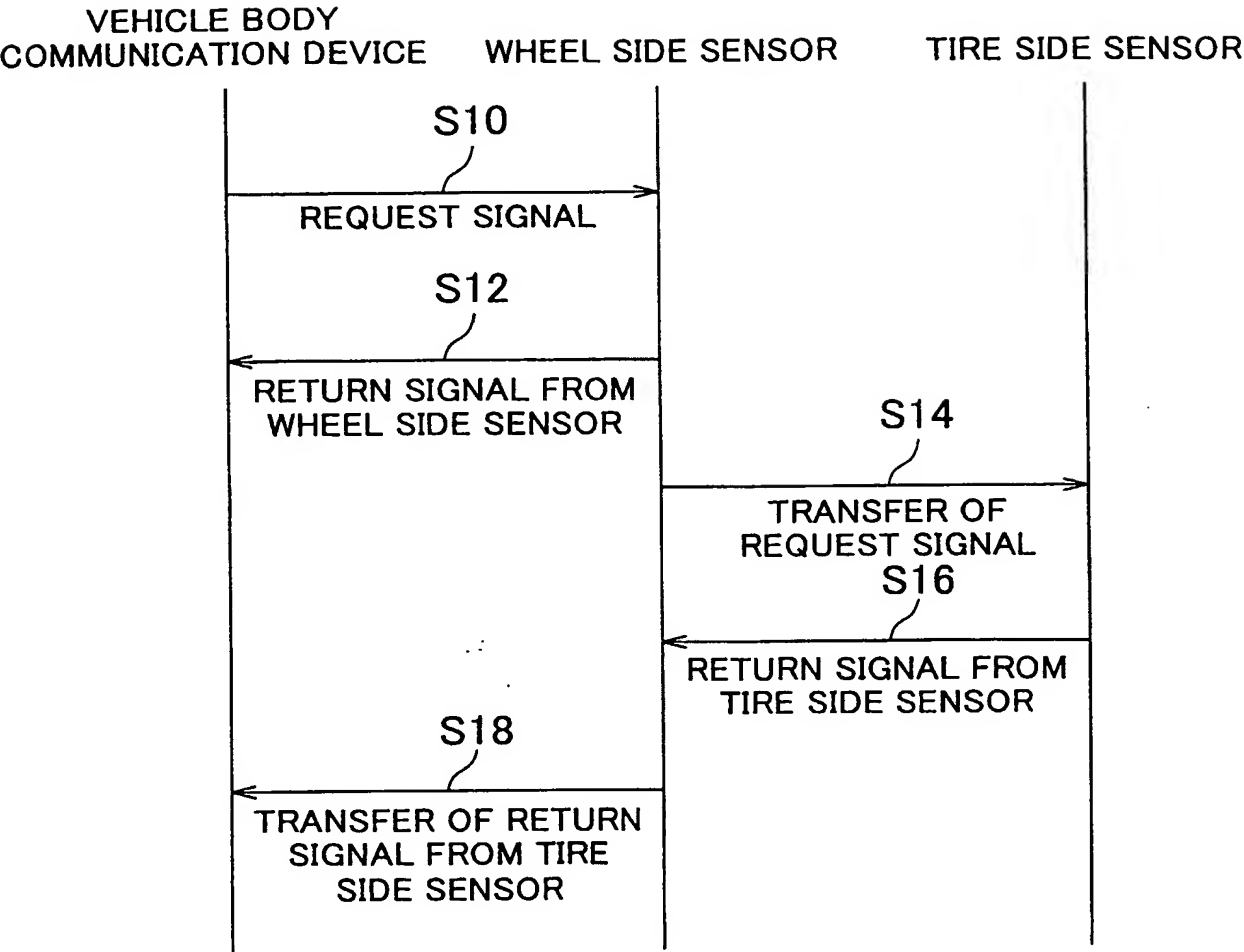 VEHICLE BODY
COMMUNICATION DEVICE
WHEEL SIDE SENSOR
TIRE SIDE SENSOR
S10
REQUEST SIGNAL
S12
RETURN SIGNAL FROM
WHEEL SIDE SENSOR
S14
TRANSFER OF
REQUEST SIGNAL
S16
RETURN SIGNAL FROM
TIRE SIDE SENSOR
S18
TRANSFER OF RETURN
SIGNAL FROM TIRE
SIDE SENSOR